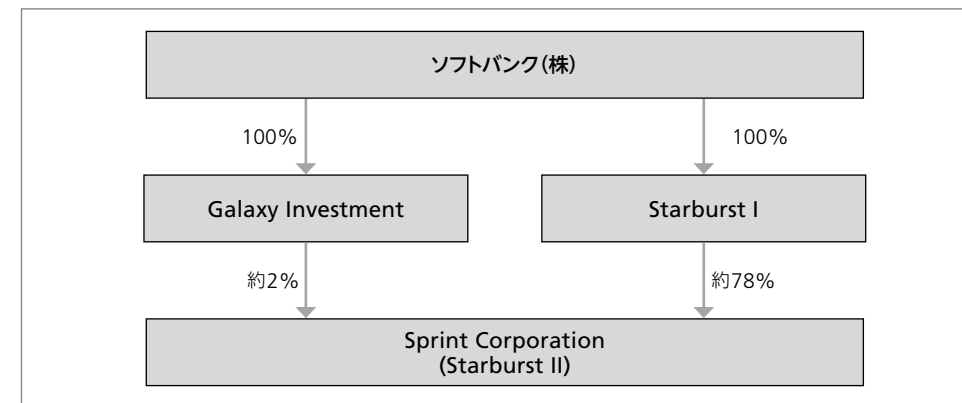 ソフトバンク（株）
100%
100%
Galaxy Investment
Starburst I
約2%
約78%
Sprint Corporation
(Starburst II)